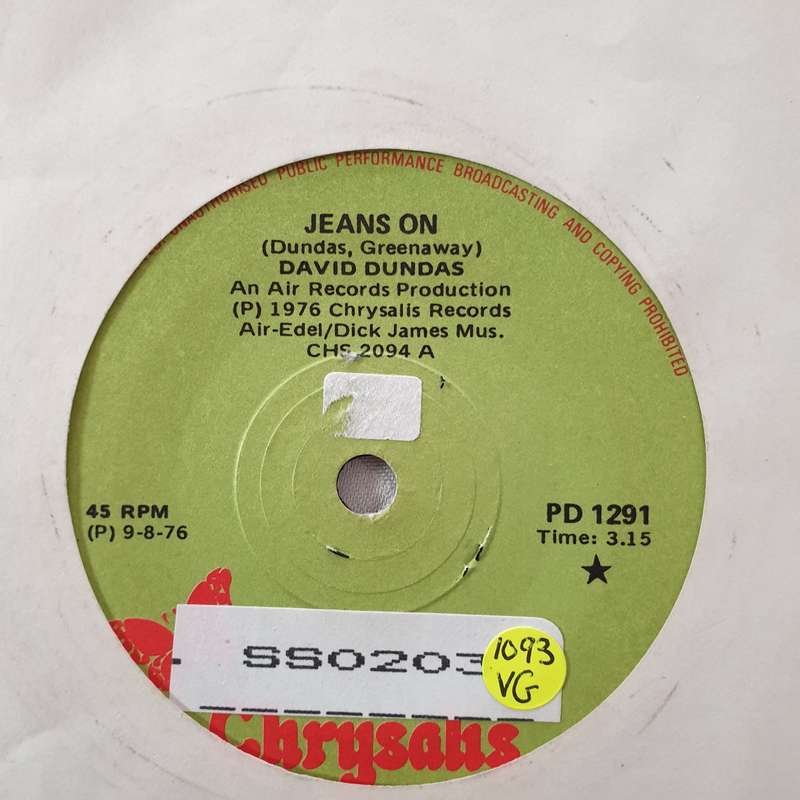 UNAUTHORISED PUBLIC PERFORMANCE BROADCASTING AND COPYING PROHIBITED
JEANS ON
(Dundas, Greenaway)
DAVID DUNDAS
An Air Records Production
(P) 1976 Chrysalis Records
Air-Edel/Dick James Mus.
CHS 2094 A
45 RPM
(P) 9-8-76
PD 1291
Time: 3.15
SS0203
1093
VG
Chrysalis